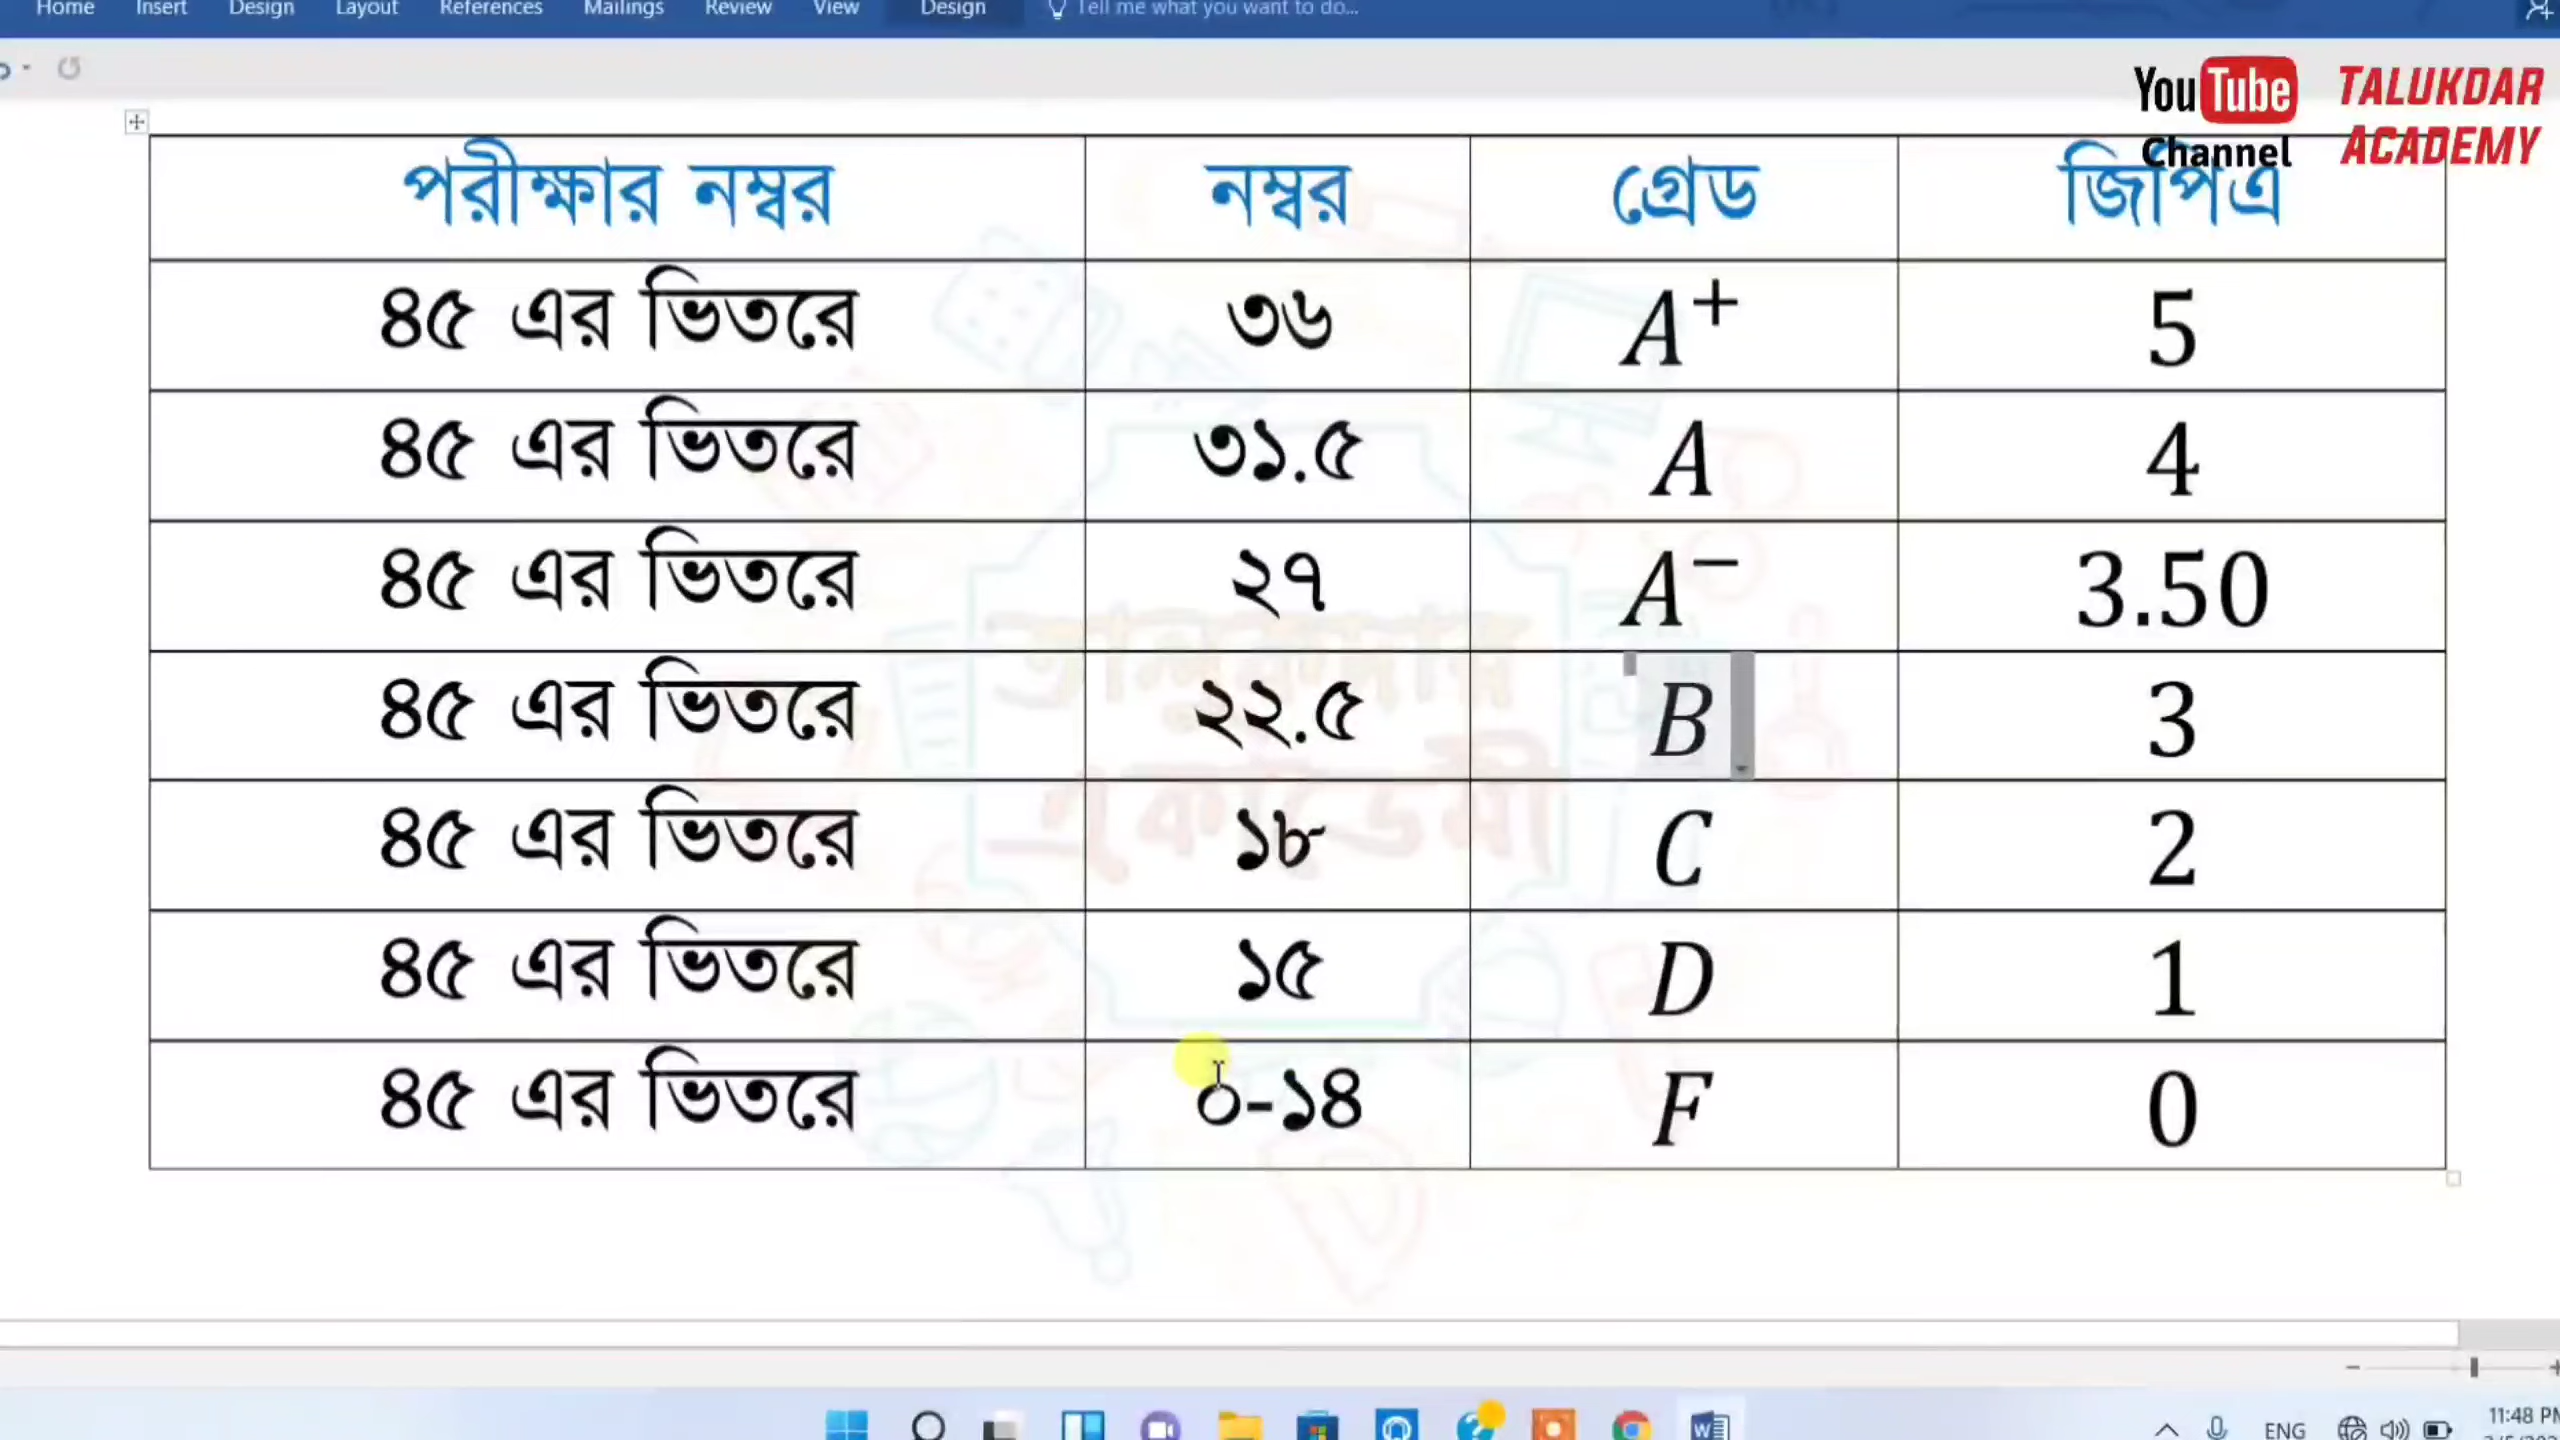 Home Insert Design Layout References Mailings Review View Design Tell me what you want to do...
YouTube TALUKDAR
Channel ACADEMY
পরীক্ষার নম্বর নম্বর গ্রেড জিপিএ
৪৫ এর ভিতরে ৩৬ A+ 5
৪৫ এর ভিতরে ৩১.৫ A 4
৪৫ এর ভিতরে ২৭ A− 3.50
৪৫ এর ভিতরে ২২.৫ B 3
৪৫ এর ভিতরে ১৮ C 2
৪৫ এর ভিতরে ১৫ D 1
৪৫ এর ভিতরে ০-১৪ F 0
তালুকদার
একাডেমী
ENG 11:48 PM